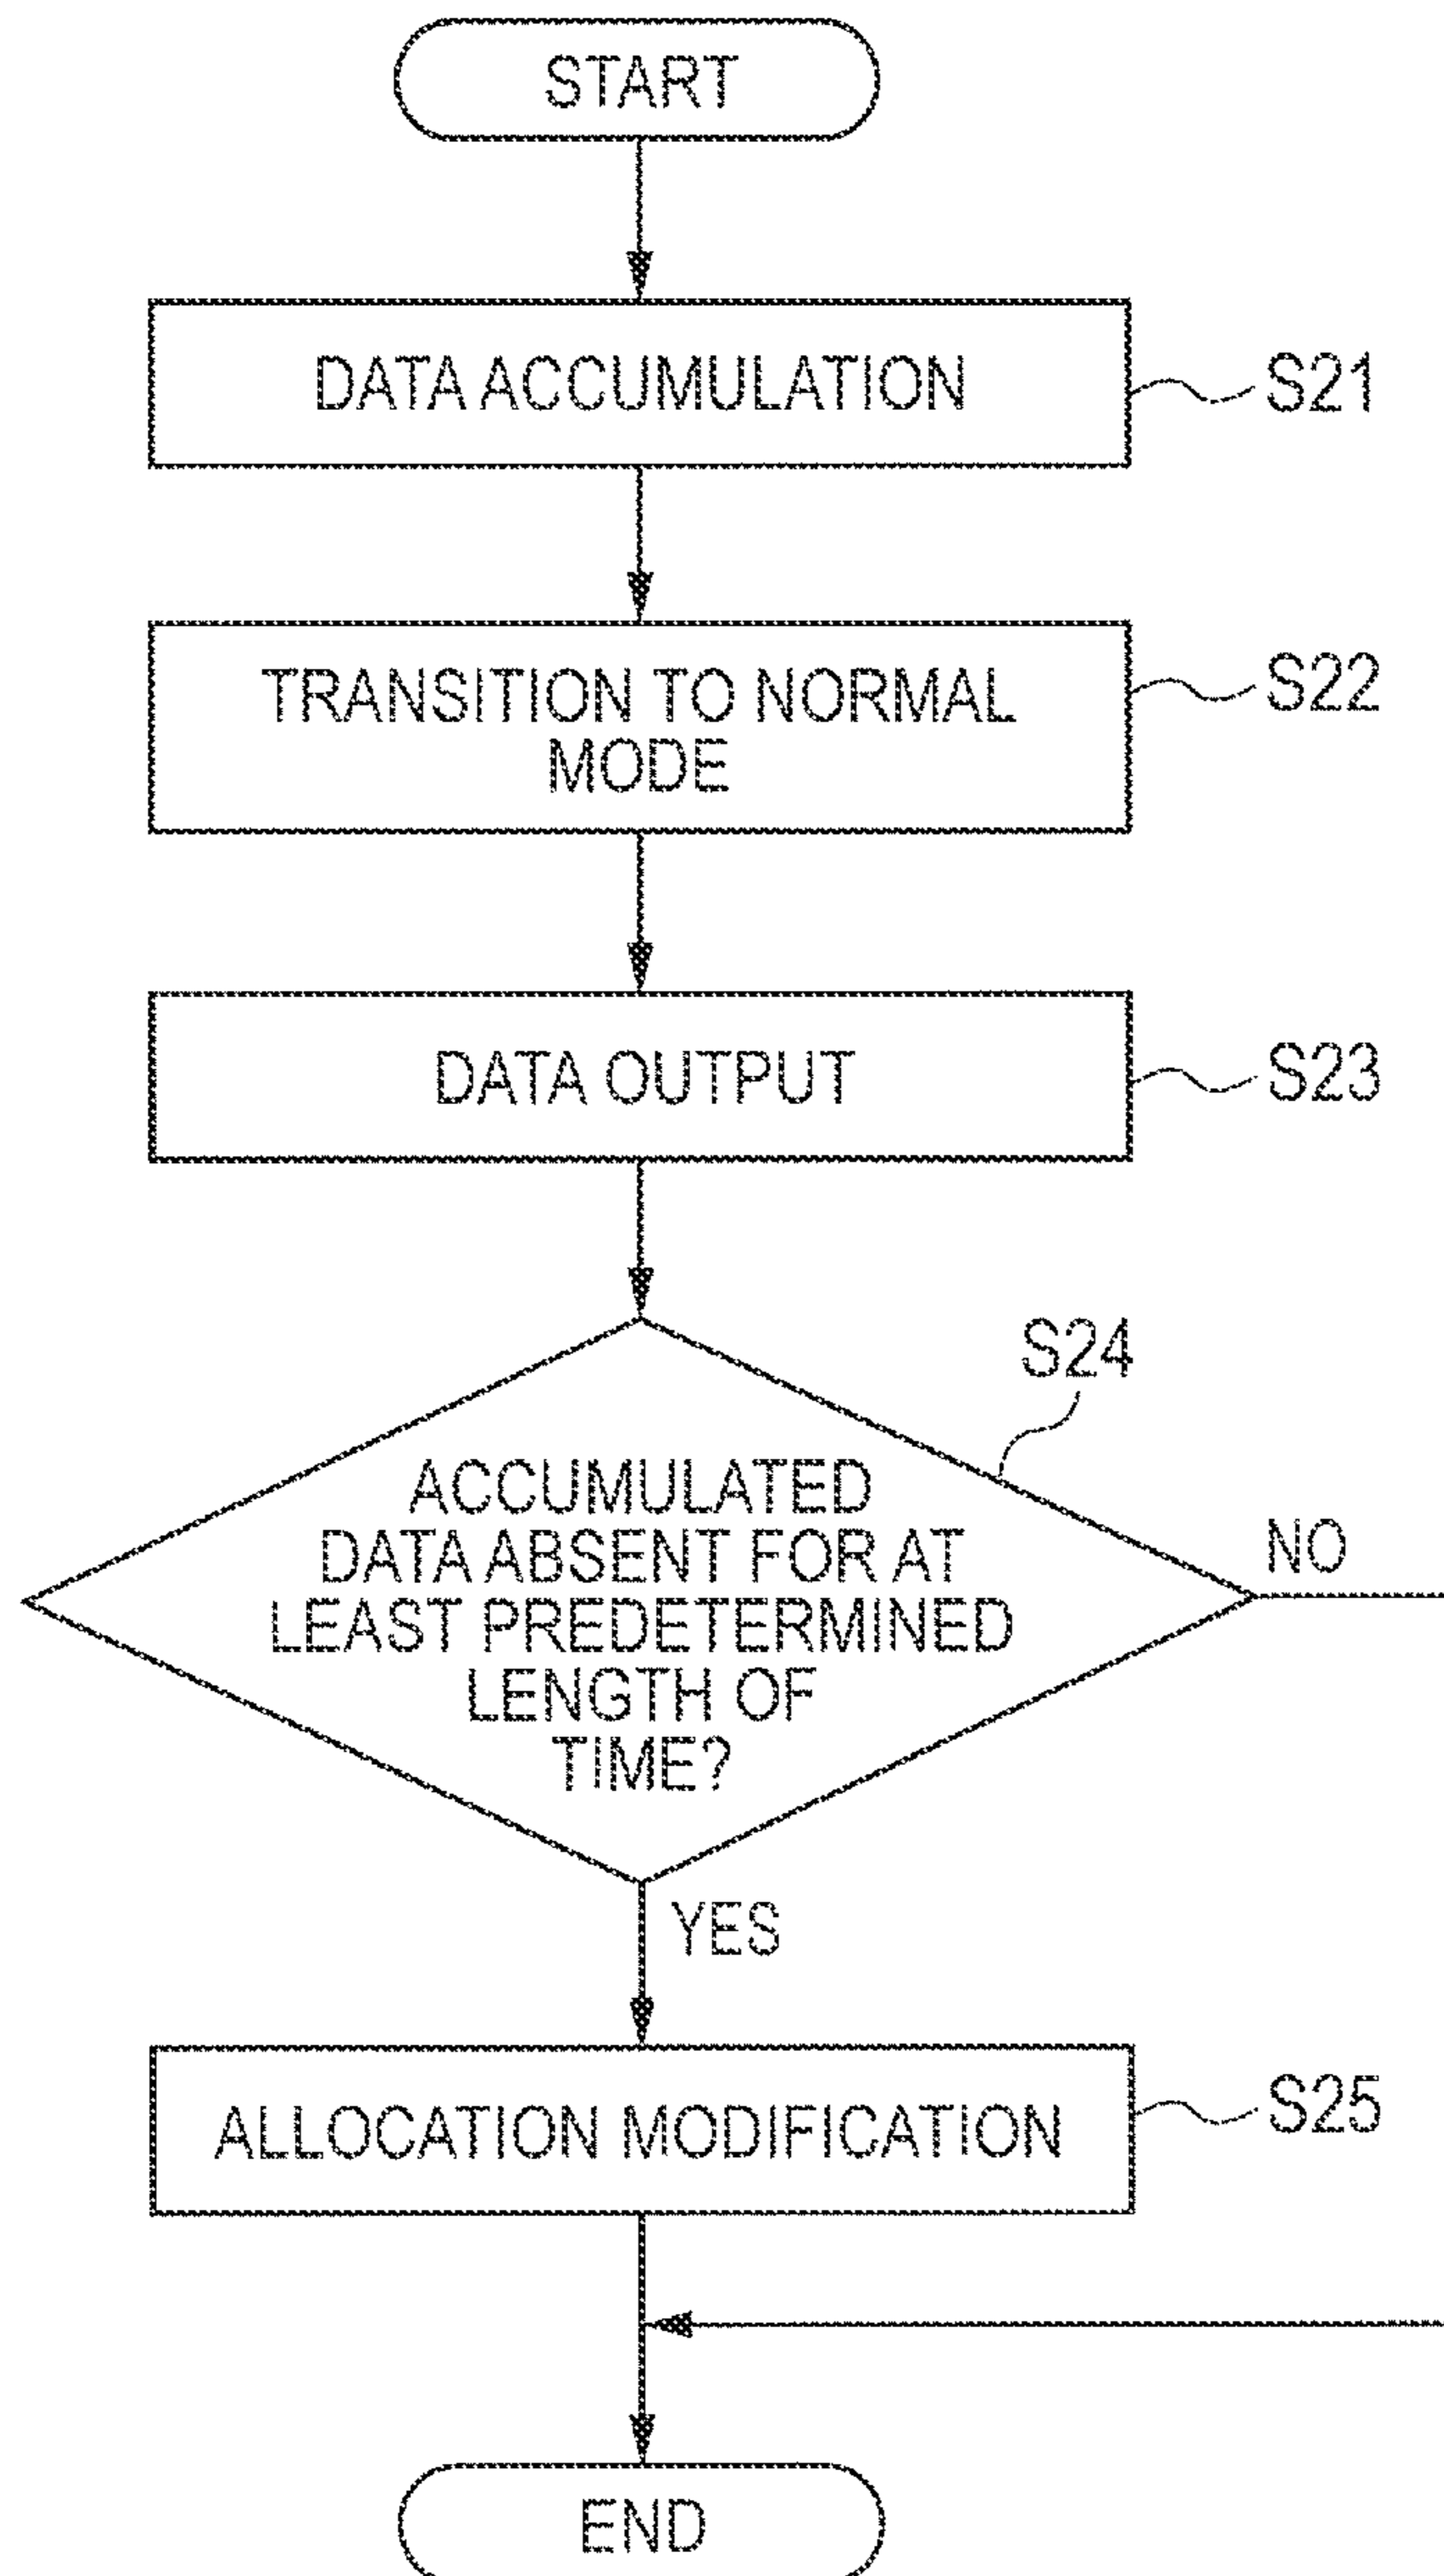 START
DATA ACCUMULATION
S21
TRANSITION TO NORMAL
MODE
S22
DATA OUTPUT
S23
S24
ACCUMULATED
DATA ABSENT FOR AT
LEAST PREDETERMINED
LENGTH OF
TIME?
NO
YES
ALLOCATION MODIFICATION
S25
END